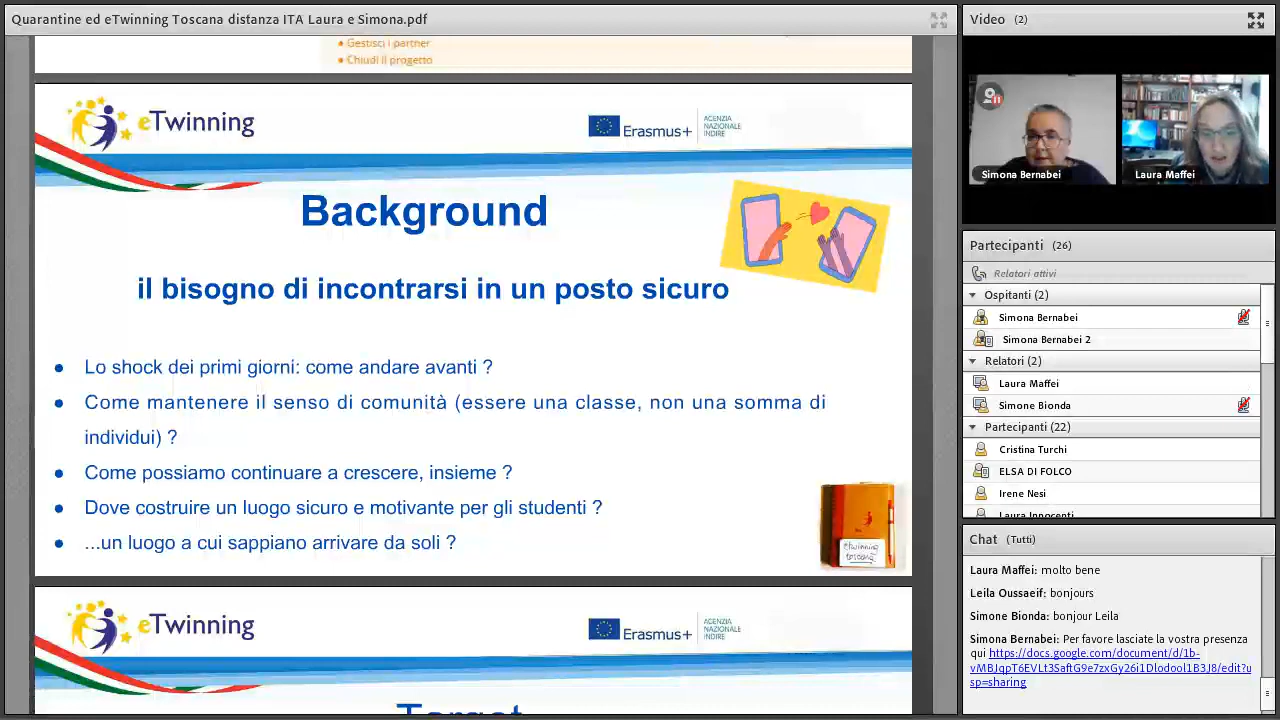 Quarantine ed eTwinning Toscana distanza ITA Laura e Simona.pdf
● Gestisci i partner
● Chiudi il progetto
eTwinning
Erasmus+
AGENZIA
NAZIONALE
INDIRE
Background
il bisogno di incontrarsi in un posto sicuro
● Lo shock dei primi giorni: come andare avanti ?
● Come mantenere il senso di comunità (essere una classe, non una somma di
individui) ?
● Come possiamo continuare a crescere, insieme ?
● Dove costruire un luogo sicuro e motivante per gli studenti ?
● ...un luogo a cui sappiano arrivare da soli ?
etwinning
toscana
eTwinning
Erasmus+
AGENZIA
NAZIONALE
INDIRE
Target
Video (2)
Simona Bernabei
Laura Maffei
Partecipanti (26)
Relatori attivi
Ospitanti (2)
Simona Bernabei
Simona Bernabei 2
Relatori (2)
Laura Maffei
Simone Bionda
Partecipanti (22)
Cristina Turchi
ELSA DI FOLCO
Irene Nesi
Laura Innocenti
Chat (Tutti)
Laura Maffei: molto bene
Leila Oussaeif: bonjours
Simone Bionda: bonjour Leila
Simona Bernabei: Per favore lasciate la vostra presenza
qui https://docs.google.com/document/d/1b-
vMBJqpT6EVLt3SaftG9e7zxGy26i1Dlodool1B3J8/edit?u
sp=sharing